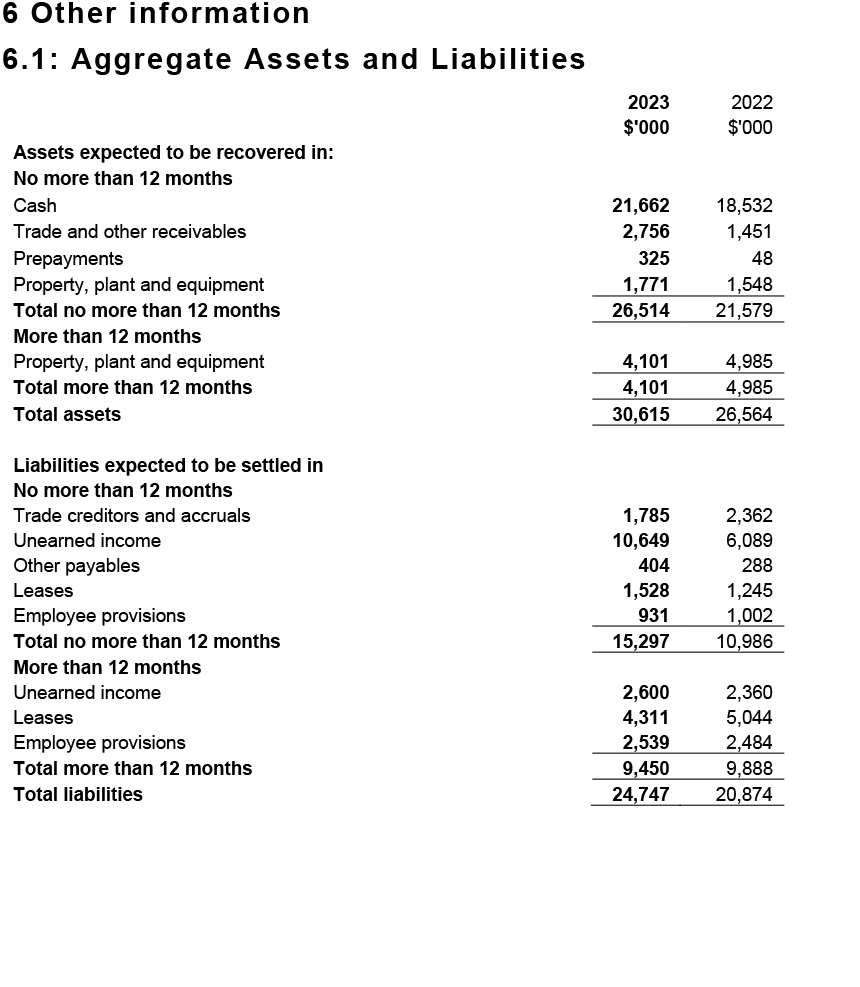 6 Other information
6.1: Aggregate Assets and Liabilities
2023 2022
$'000 $'000
Assets expected to be recovered in:
No more than 12 months
Cash 21,662 18,532
Trade and other receivables 2,756 1,451
Prepayments 325 48
Property, plant and equipment 1,771 1,548
Total no more than 12 months 26,514 21,579
More than 12 months
Property, plant and equipment 4,101 4,985
Total more than 12 months 4,101 4,985
Total assets 30,615 26,564
Liabilities expected to be settled in
No more than 12 months
Trade creditors and accruals 1,785 2,362
Unearned income 10,649 6,089
Other payables 404 288
Leases 1,528 1,245
Employee provisions 931 1,002
Total no more than 12 months 15,297 10,986
More than 12 months
Unearned income 2,600 2,360
Leases 4,311 5,044
Employee provisions 2,539 2,484
Total more than 12 months 9,450 9,888
Total liabilities 24,747 20,874